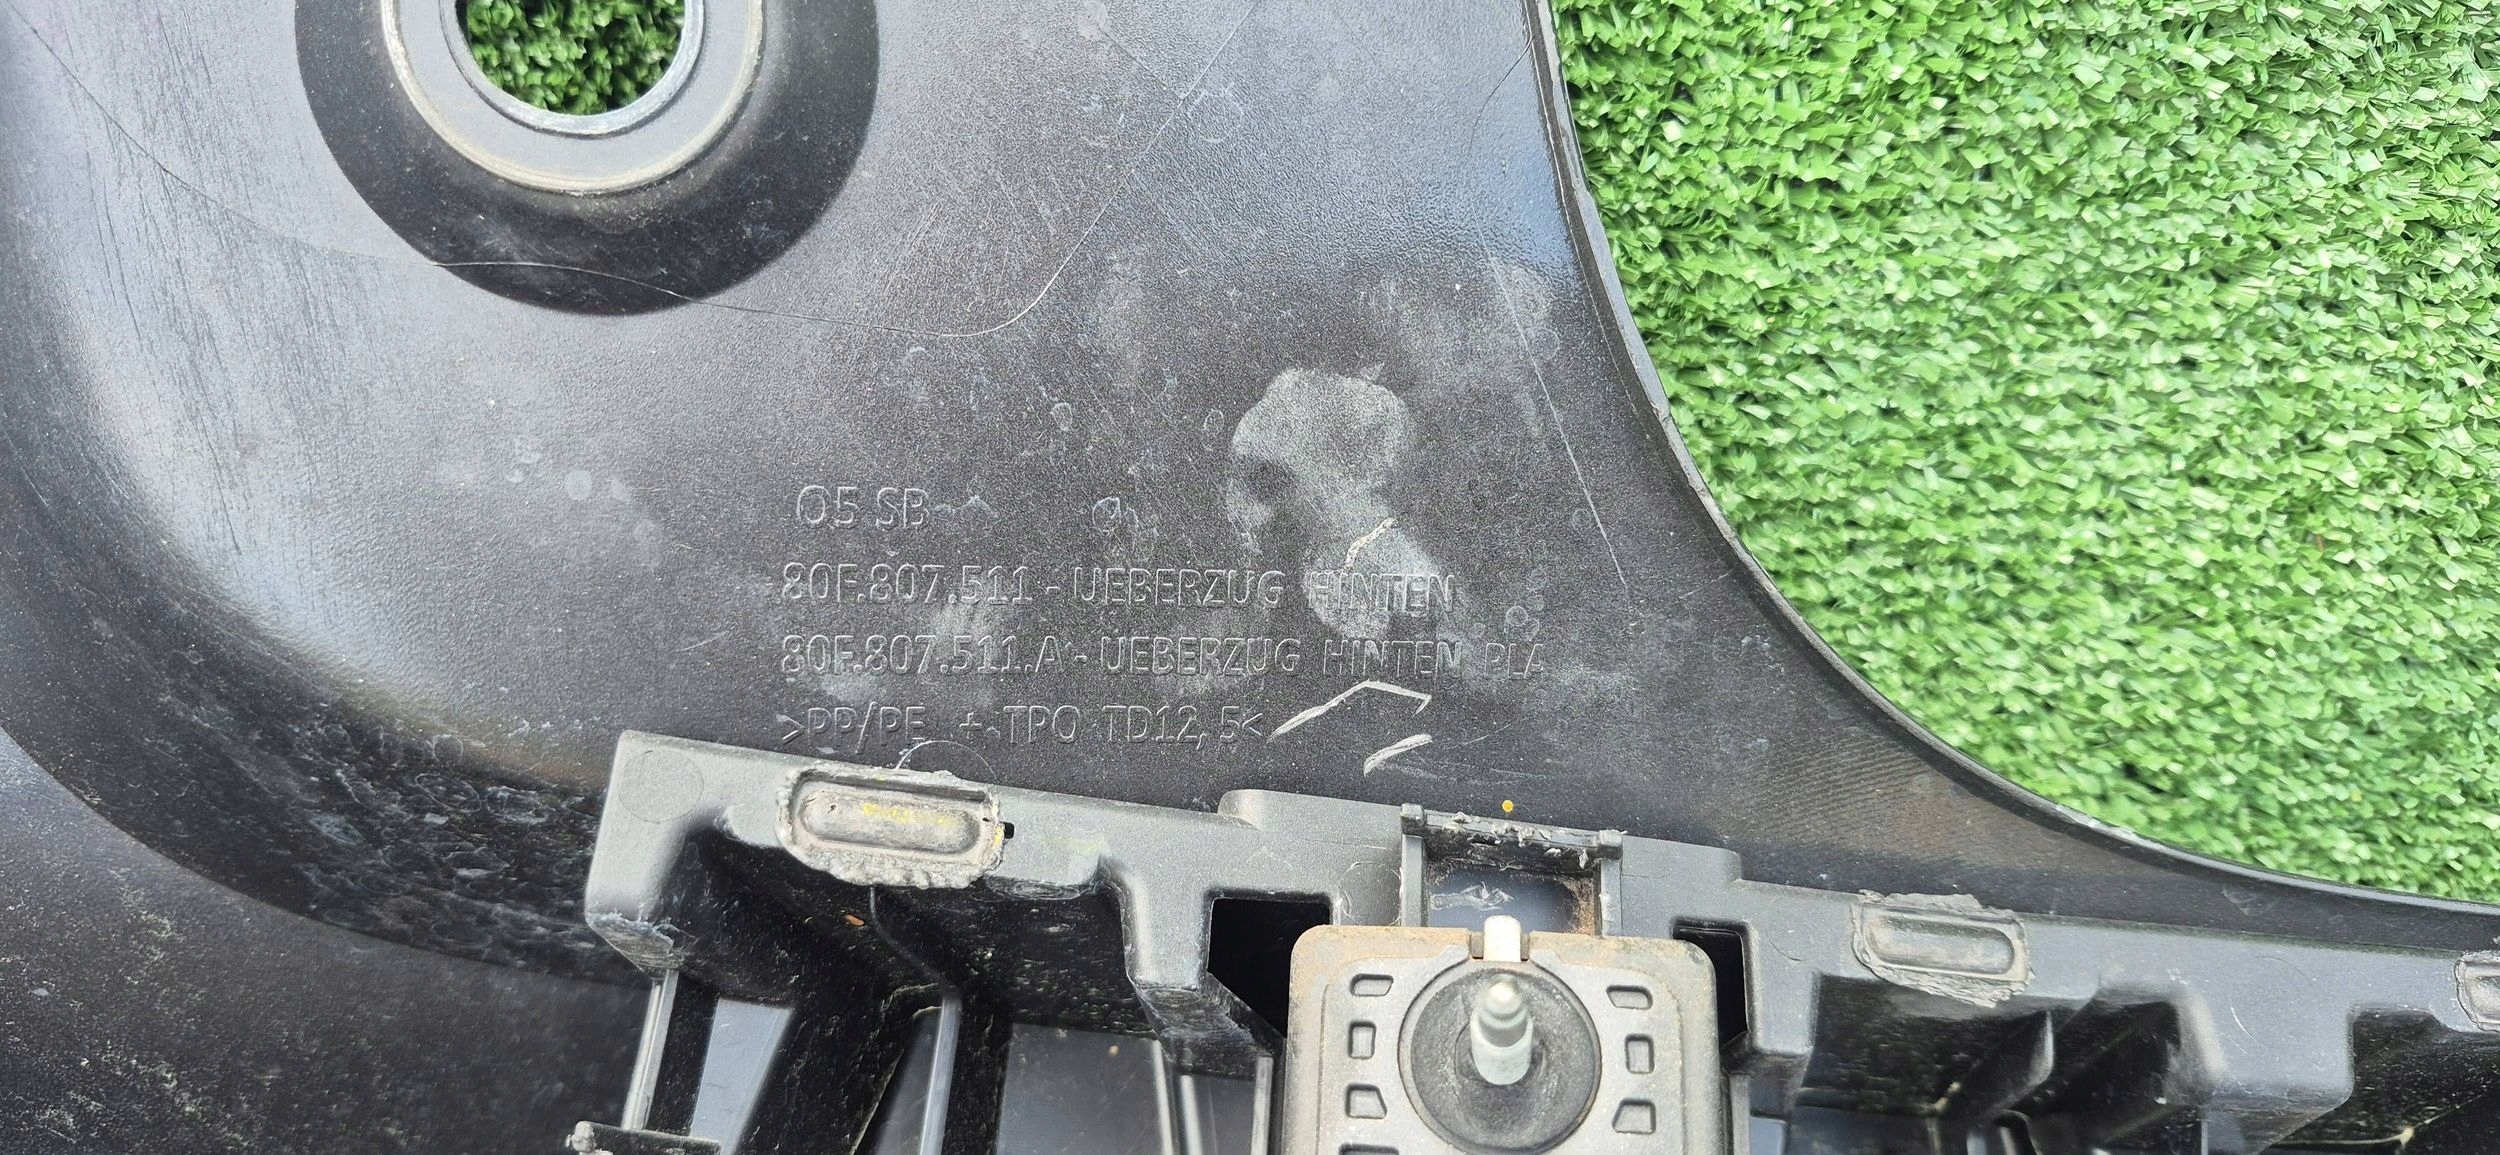 Q5 SB
80F.807.511 - UEBERZUG HINTEN
80F.807.511.A - UEBERZUG HINTEN PLA
>PP/PE + TPO TD12,5<